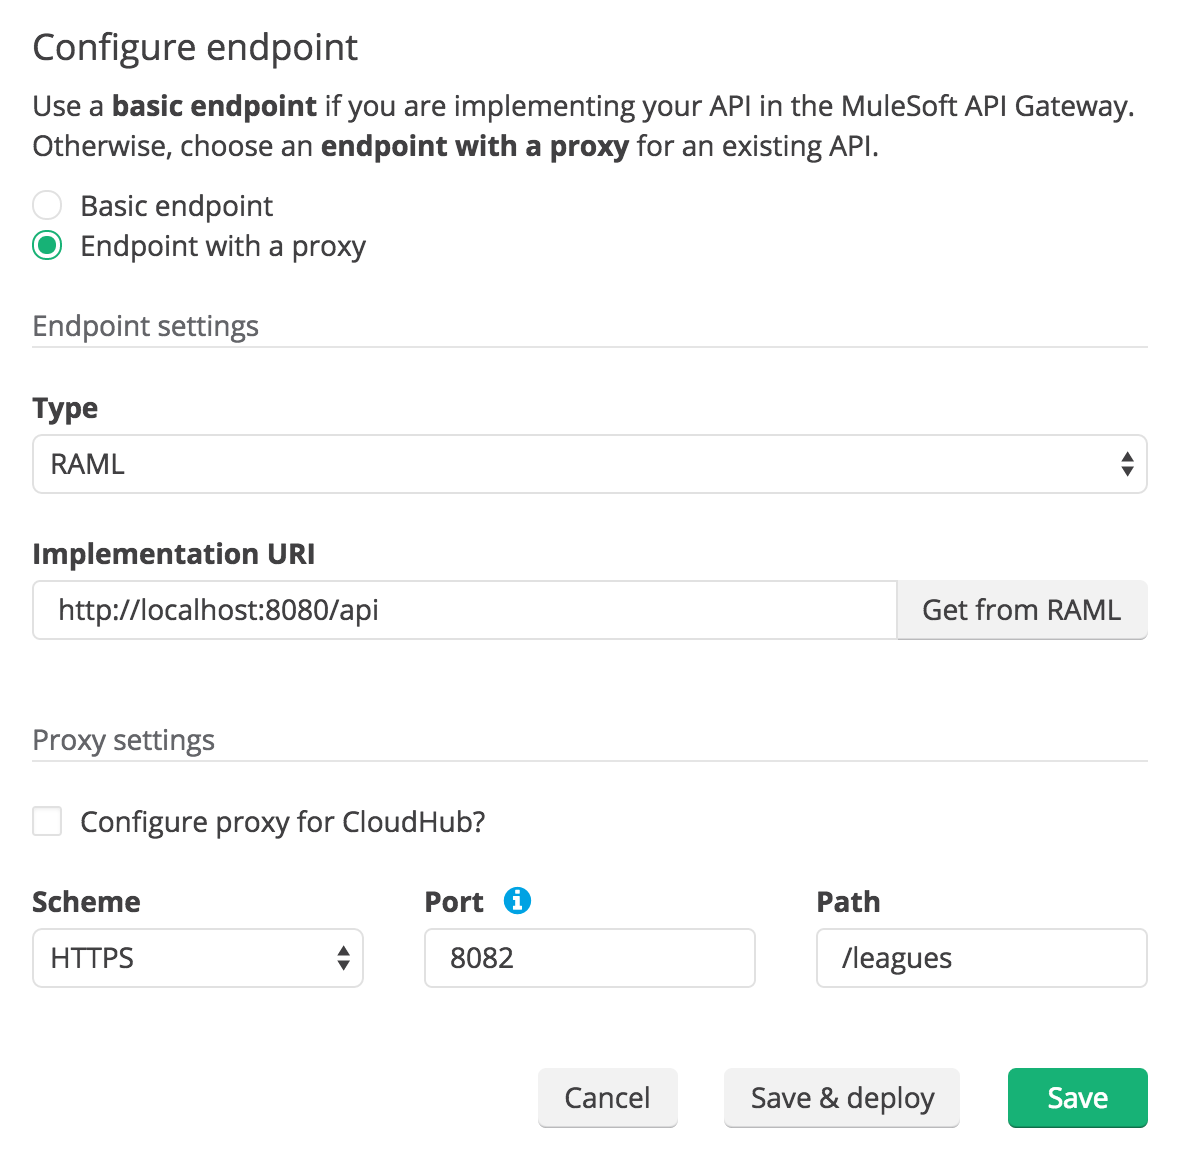 Configure endpoint
Use a basic endpoint if you are implementing your API in the MuleSoft API Gateway.
Otherwise, choose an endpoint with a proxy for an existing API.
Basic endpoint
Endpoint with a proxy
Endpoint settings
Type
RAML
Implementation URI
http://localhost:8080/api Get from RAML
Proxy settings
Configure proxy for CloudHub?
Scheme Port i Path
HTTPS 8082 /leagues
Cancel Save & deploy Save